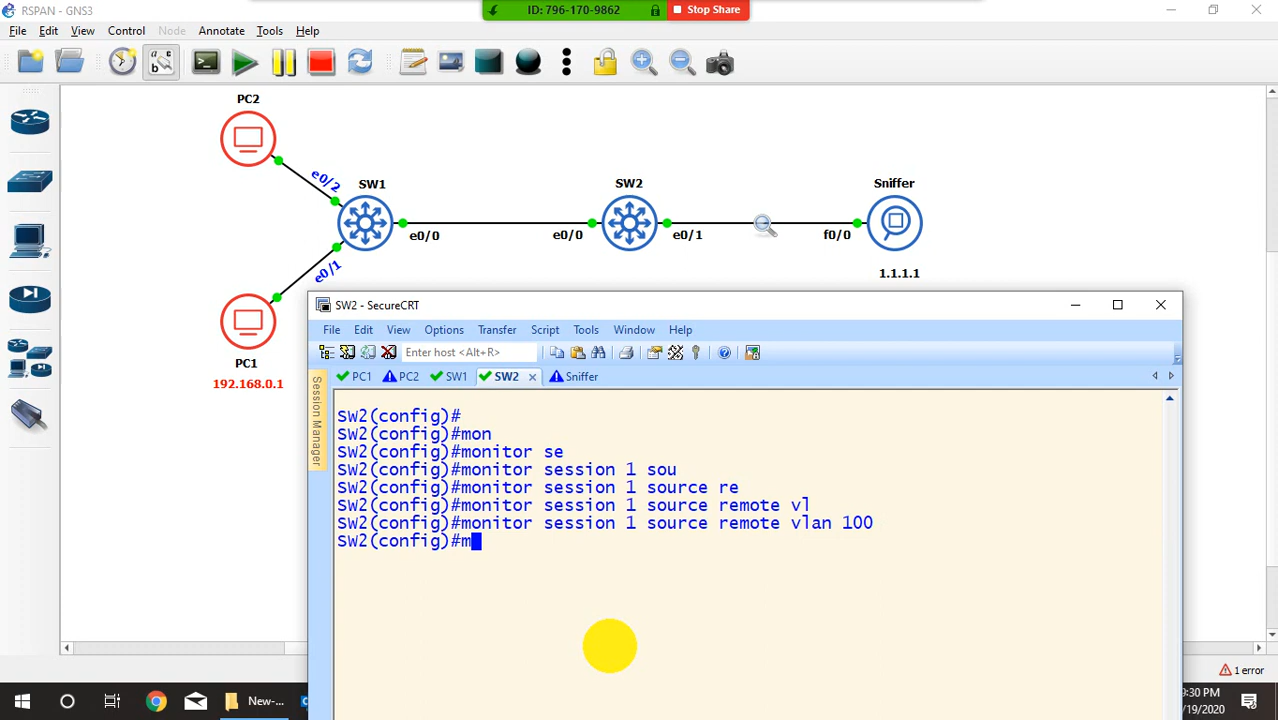 RSPAN - GNS3
ID: 796-170-9862
Stop Share
File Edit View Control Node Annotate Tools Help
PC2
e0/2
SW1
SW2
Sniffer
e0/0
e0/0
e0/1
f0/0
e0/1
1.1.1.1
PC1
192.168.0.1
SW2 - SecureCRT
File Edit View Options Transfer Script Tools Window Help
Enter host <Alt+R>
PC1 PC2 SW1 SW2 Sniffer
Session Manager
SW2(config)#
SW2(config)#mon
SW2(config)#monitor se
SW2(config)#monitor session 1 sou
SW2(config)#monitor session 1 source re
SW2(config)#monitor session 1 source remote vl
SW2(config)#monitor session 1 source remote vlan 100
SW2(config)#m
1 error
New-...
9:30 PM
/19/2020